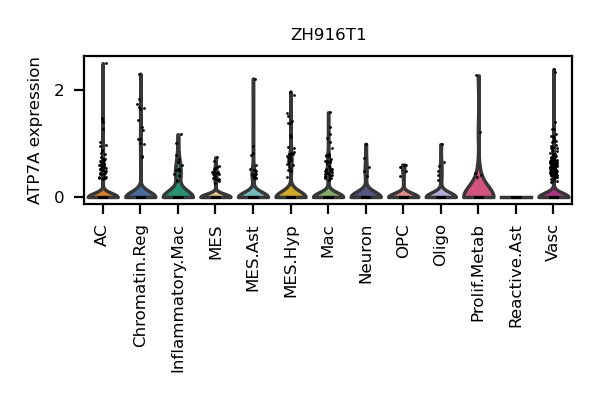 ZH916T1
ATP7A expression
2
0
AC
Chromatin.Reg
Inflammatory.Mac
MES
MES.Ast
MES.Hyp
Mac
Neuron
OPC
Oligo
Prolif.Metab
Reactive.Ast
Vasc